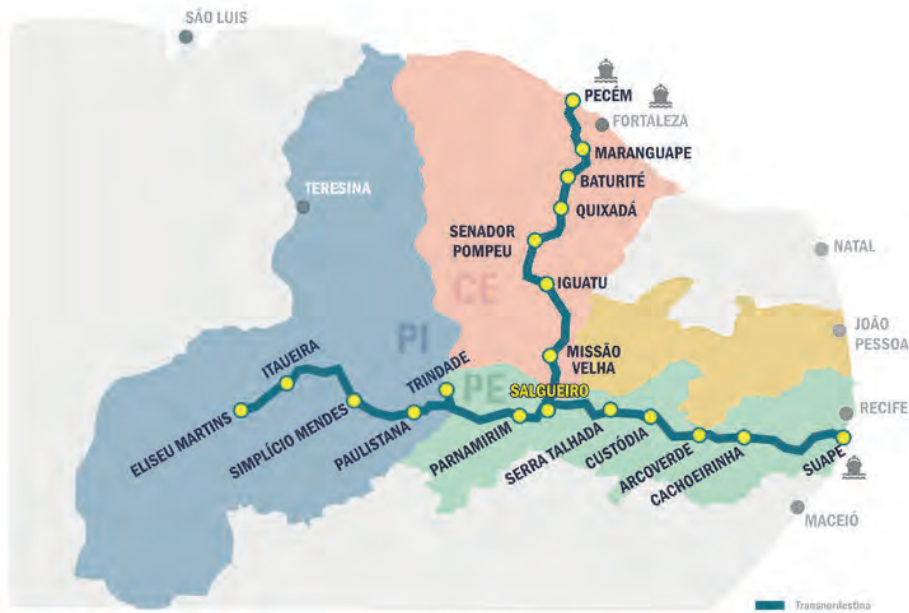 SÃO LUIS
PECÉM
FORTALEZA
MARANGUAPE
BATURITÉ
TERESINA
QUIXADÁ
SENADOR
POMPEU
NATAL
CE
IGUATU
PI
JOÃO
PESSOA
MISSÃO
VELHA
ITAUEIRA
TRINDADE
PE
SALGUEIRO
RECIFE
ELISEU MARTINS
SIMPLÍCIO MENDES
PAULISTANA
PARNAMIRIM
SERRA TALHADA
CUSTÓDIA
ARCOVERDE
CACHOEIRINHA
SUAPE
MACEIÓ
Transnordestina